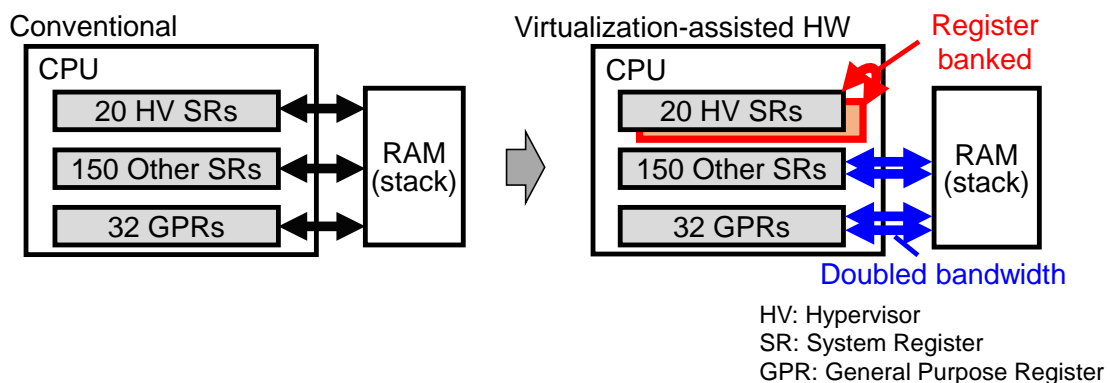 Conventional
CPU
20 HV SRs
150 Other SRs
32 GPRs
RAM
(stack)
Virtualization-assisted HW
Register
banked
CPU
20 HV SRs
150 Other SRs
32 GPRs
RAM
(stack)
Doubled bandwidth
HV: Hypervisor
SR: System Register
GPR: General Purpose Register